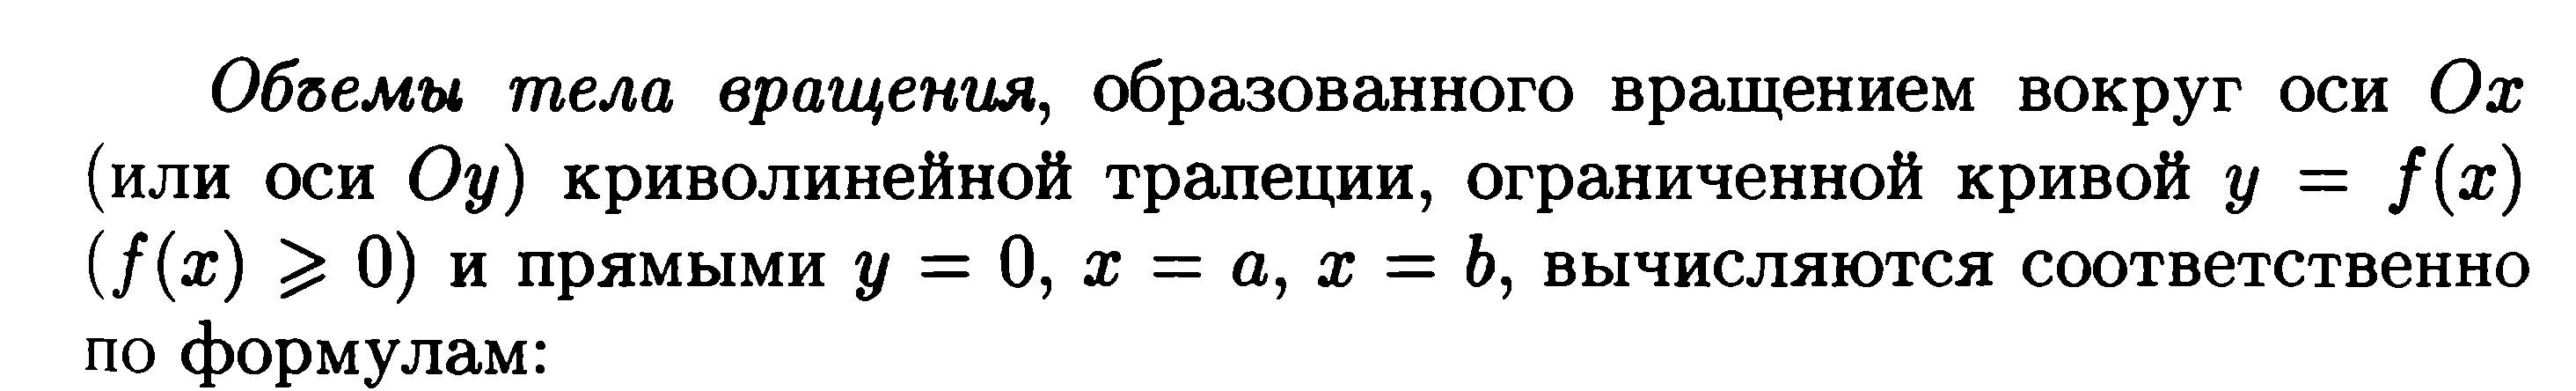 Объемы тела вращения, образованного вращением вокруг оси Ox
(или оси Oy) криволинейной трапеции, ограниченной кривой y = f(x)
(f(x) ⩾ 0) и прямыми y = 0, x = a, x = b, вычисляются соответственно
по формулам: